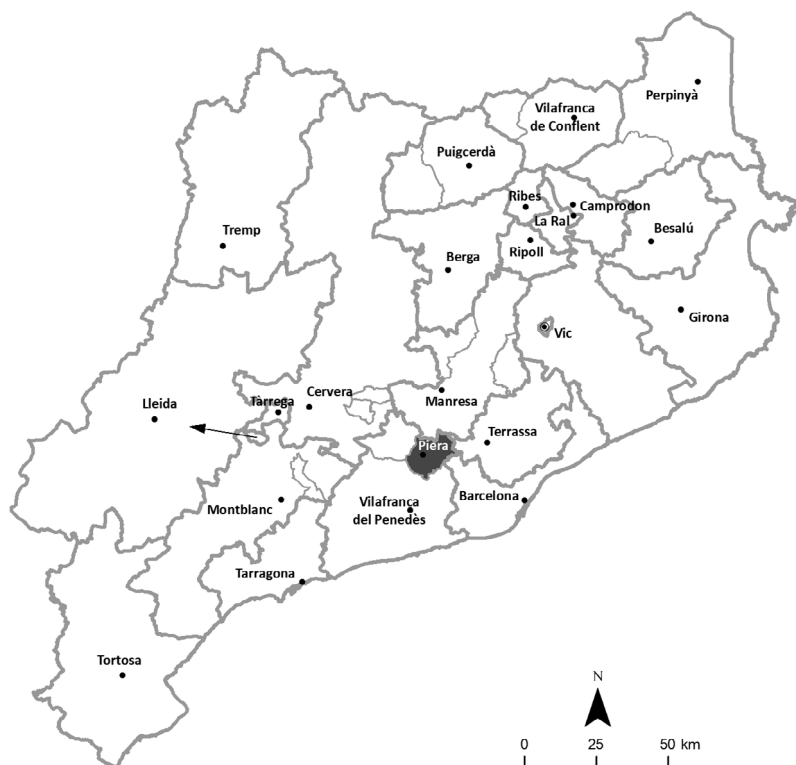 Perpinyà
Vilafranca
de Conflent
Puigcerdà
Ribes
Camprodon
La Ral
Tremp
Besalú
Berga
Ripoll
Girona
Vic
Cervera
Lleida
Tàrrega
Manresa
Terrassa
Piera
Barcelona
Montblanc
Vilafranca
del Penedès
Tarragona
Tortosa
N
0 25 50 km